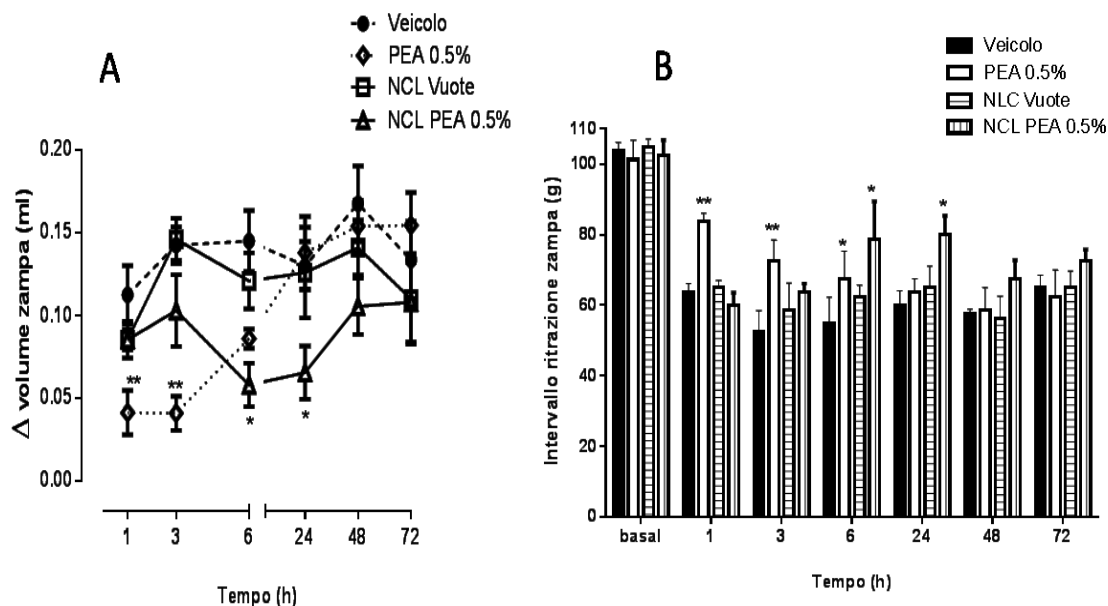 A
Veicolo
PEA 0.5%
NCL Vuote
NCL PEA 0.5%
Δ volume zampa (ml)
0.20
0.15
0.10
0.05
0.00
** ** * *
1 3 6 24 48 72
Tempo (h)
B
Veicolo
PEA 0.5%
NLC Vuote
NCL PEA 0.5%
Intervallo ritrazione zampa (g)
110
100
80
60
40
20
0
** ** * * *
basal 1 3 6 24 48 72
Tempo (h)